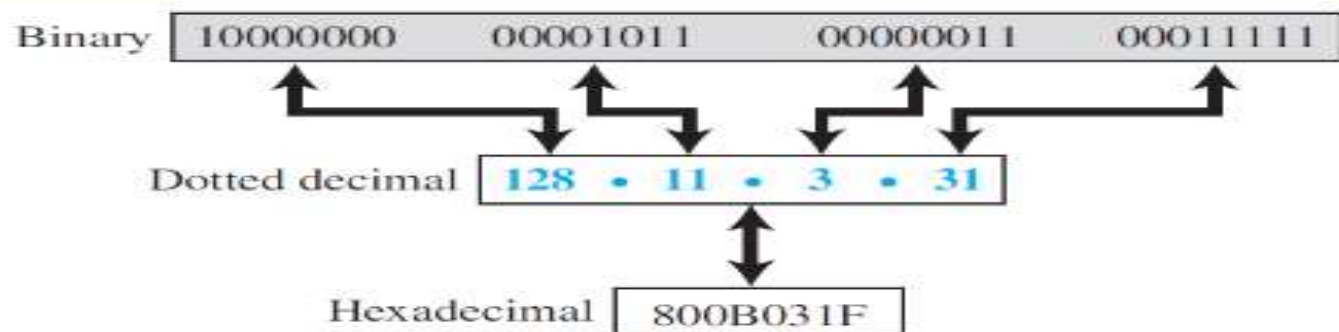 Binary 10000000 00001011 00000011 00011111
Dotted decimal 128 • 11 • 3 • 31
Hexadecimal 800B031F